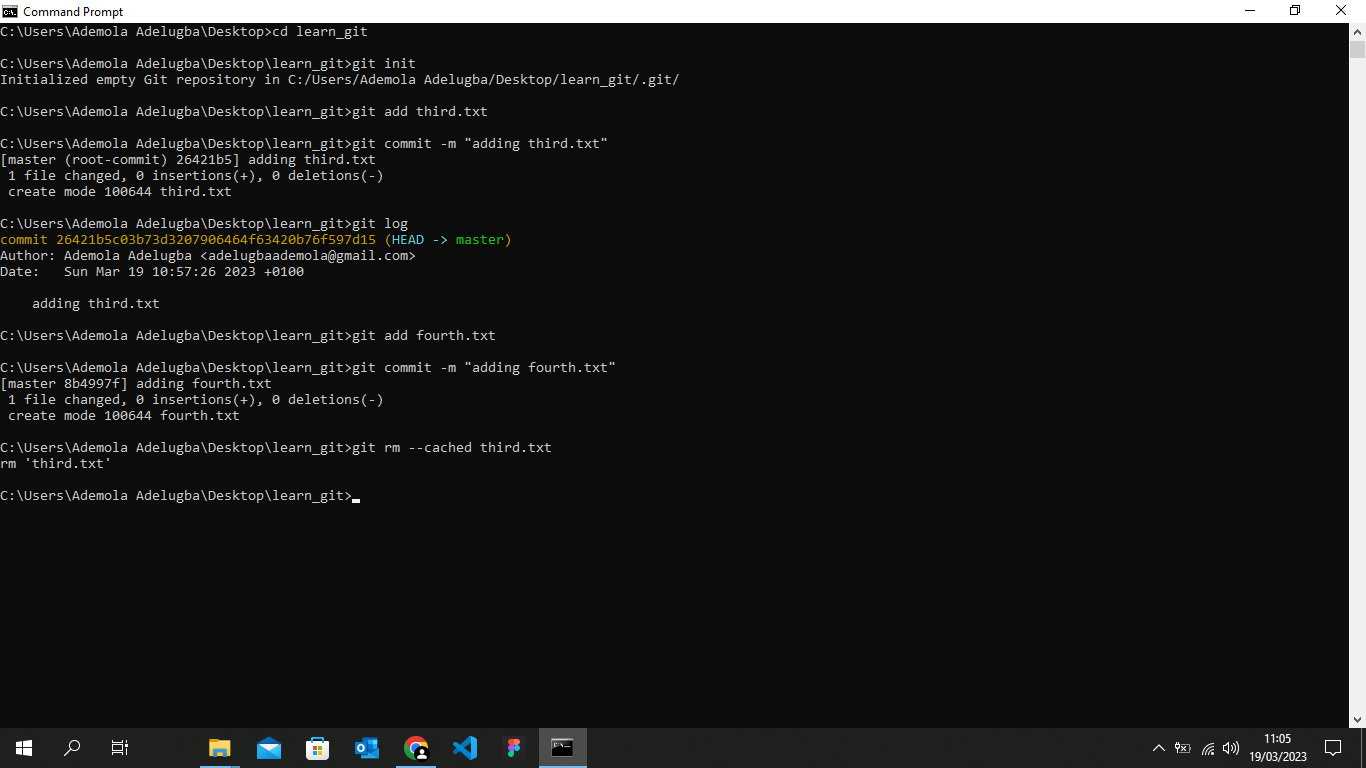 Command Prompt
C:\Users\Ademola Adelugba\Desktop>cd learn_git
C:\Users\Ademola Adelugba\Desktop\learn_git>git init
Initialized empty Git repository in C:/Users/Ademola Adelugba/Desktop/learn_git/.git/
C:\Users\Ademola Adelugba\Desktop\learn_git>git add third.txt
C:\Users\Ademola Adelugba\Desktop\learn_git>git commit -m "adding third.txt"
[master (root-commit) 26421b5] adding third.txt
 1 file changed, 0 insertions(+), 0 deletions(-)
 create mode 100644 third.txt
C:\Users\Ademola Adelugba\Desktop\learn_git>git log
commit 26421b5c03b73d3207906464f63420b76f597d15 (HEAD -> master)
Author: Ademola Adelugba <adelugbaademola@gmail.com>
Date:   Sun Mar 19 10:57:26 2023 +0100
    adding third.txt
C:\Users\Ademola Adelugba\Desktop\learn_git>git add fourth.txt
C:\Users\Ademola Adelugba\Desktop\learn_git>git commit -m "adding fourth.txt"
[master 8b4997f] adding fourth.txt
 1 file changed, 0 insertions(+), 0 deletions(-)
 create mode 100644 fourth.txt
C:\Users\Ademola Adelugba\Desktop\learn_git>git rm --cached third.txt
rm 'third.txt'
C:\Users\Ademola Adelugba\Desktop\learn_git>
11:05
19/03/2023